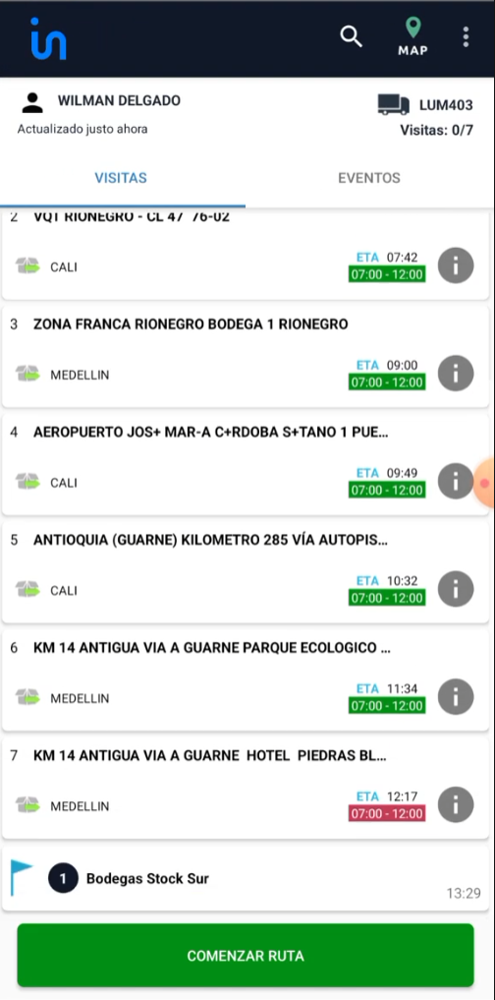 in
MAP
WILMAN DELGADO
LUM403
Actualizado justo ahora
Visitas: 0/7
VISITAS
EVENTOS
2 VQT RIONEGRO - CL 47 76-02
ETA 07:42
CALI
07:00 - 12:00
3 ZONA FRANCA RIONEGRO BODEGA 1 RIONEGRO
ETA 09:00
MEDELLIN
07:00 - 12:00
4 AEROPUERTO JOS+ MAR-A C+RDOBA S+TANO 1 PUE...
ETA 09:49
CALI
07:00 - 12:00
5 ANTIOQUIA (GUARNE) KILOMETRO 285 VÍA AUTOPIS...
ETA 10:32
CALI
07:00 - 12:00
6 KM 14 ANTIGUA VIA A GUARNE PARQUE ECOLOGICO ...
ETA 11:34
MEDELLIN
07:00 - 12:00
7 KM 14 ANTIGUA VIA A GUARNE HOTEL PIEDRAS BL...
ETA 12:17
MEDELLIN
07:00 - 12:00
1 Bodegas Stock Sur
13:29
COMENZAR RUTA